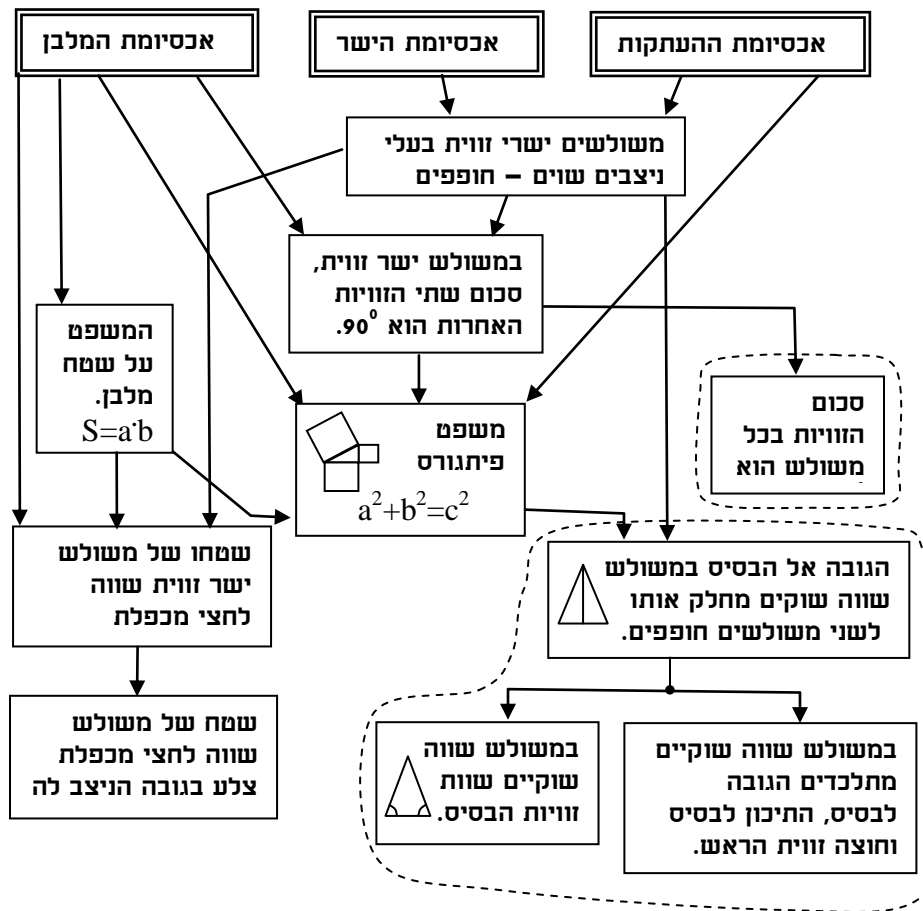 אכסיומת ההעתקות
אכסיומת הישר
אכסיומת המלבן
משולשים ישרי זווית בעלי
ניצבים שוים – חופפים
במשולש ישר זווית,
סכום שתי הזוויות
האחרות הוא 90⁰.
המשפט
על שטח
מלבן.
S=a·b
משפט
פיתגורס
a²+b²=c²
סכום
הזוויות בכל
משולש הוא
שטחו של משולש
ישר זווית שווה
לחצי מכפלת
הגובה אל הבסיס במשולש
שווה שוקים מחלק אותו
לשני משולשים חופפים.
שטח של משולש
שווה לחצי מכפלת
צלע בגובה הניצב לה
במשולש שווה
שוקיים שוות
זוויות הבסיס.
במשולש שווה שוקיים
מתלכדים הגובה
לבסיס, התיכון לבסיס
וחוצה זווית הראש.